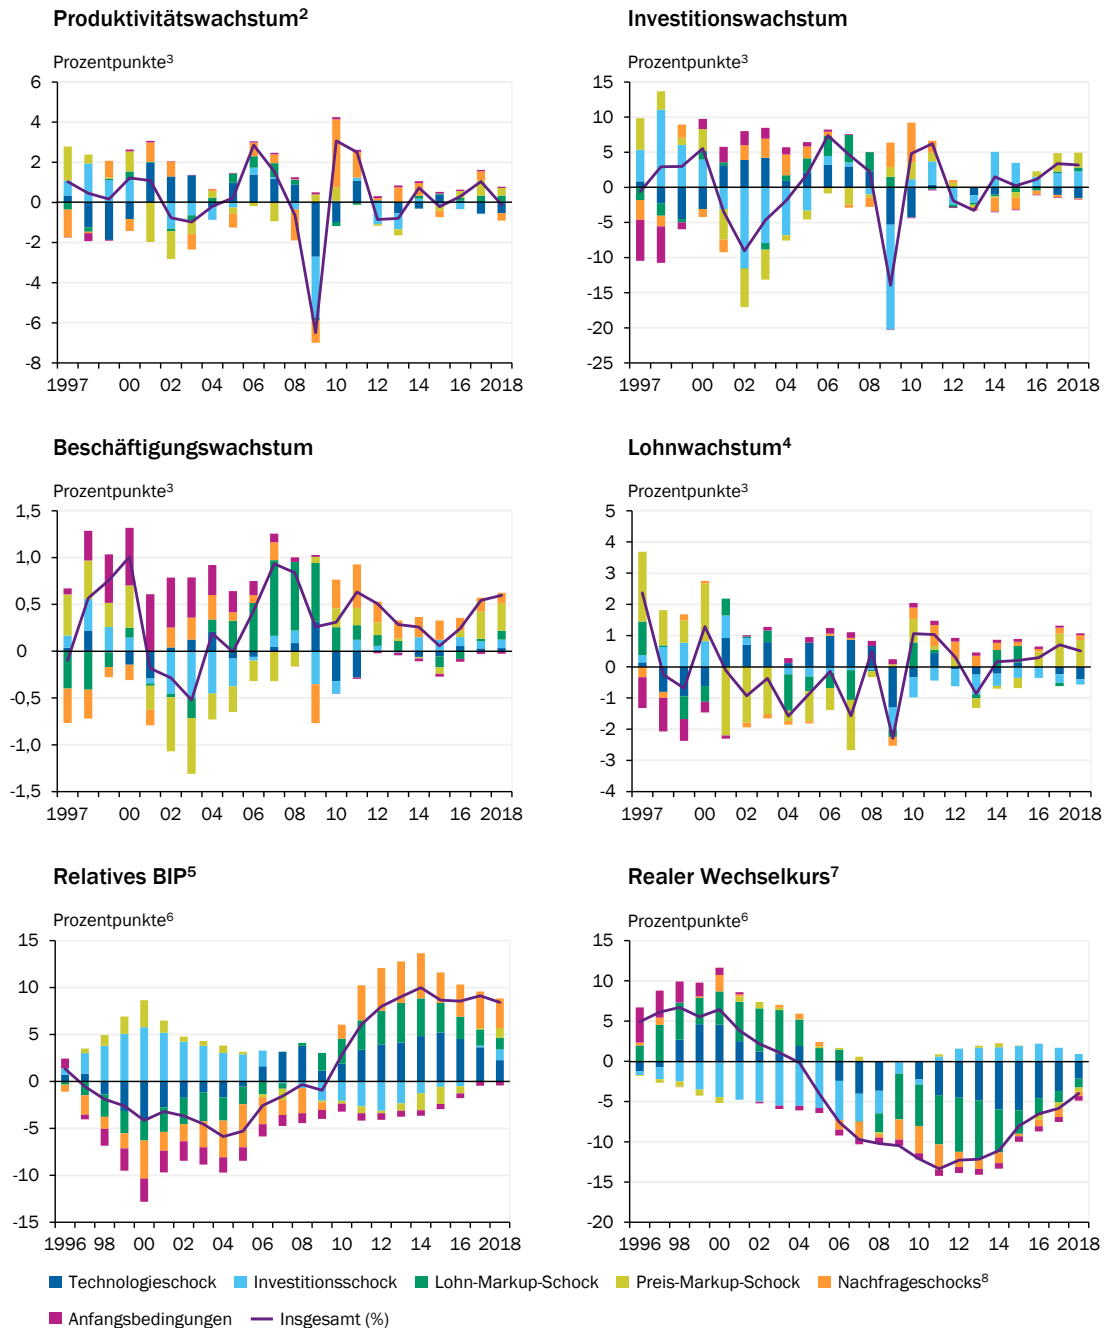 Produktivitätswachstum²
Investitionswachstum
Prozentpunkte³
Prozentpunkte³
6
4
2
0
-2
-4
-6
-8
1997 00 02 04 06 08 10 12 14 16 2018
15
10
5
0
-5
-10
-15
-20
-25
1997 00 02 04 06 08 10 12 14 16 2018
Beschäftigungswachstum
Lohnwachstum⁴
Prozentpunkte³
Prozentpunkte³
1,5
1,0
0,5
0
-0,5
-1,0
-1,5
1997 00 02 04 06 08 10 12 14 16 2018
5
4
3
2
1
0
-1
-2
-3
-4
1997 00 02 04 06 08 10 12 14 16 2018
Relatives BIP⁵
Realer Wechselkurs⁷
Prozentpunkte⁶
Prozentpunkte⁶
15
10
5
0
-5
-10
-15
1996 98 00 02 04 06 08 10 12 14 16 2018
15
10
5
0
-5
-10
-15
-20
1996 98 00 02 04 06 08 10 12 14 16 2018
Technologieschock Investitionsschock Lohn-Markup-Schock Preis-Markup-Schock Nachfrageschocks⁸
Anfangsbedingungen Insgesamt (%)